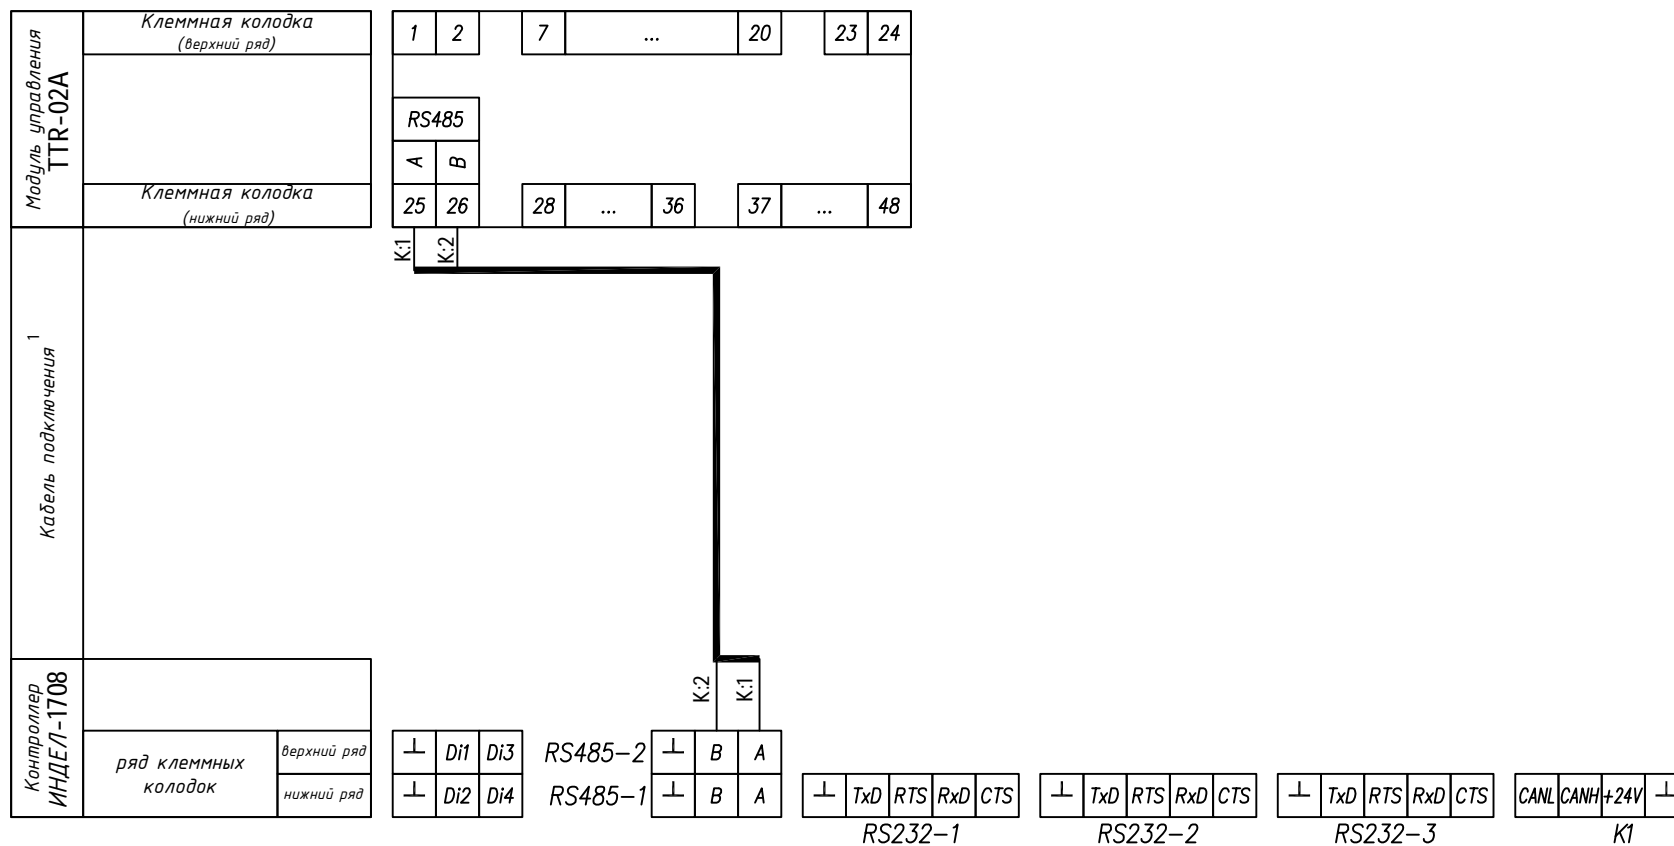 Модуль управления
TTR-02A
Клеммная колодка
(верхний ряд)
1 2 7 ... 20 23 24
RS485
A B
Клеммная колодка
(нижний ряд)
25 26 28 ... 36 37 ... 48
К:1 К:2
Кабель подключения 1
К:2 К:1
Контроллер
ИНДЕЛ-1708
ряд клеммных
колодок
верхний ряд
⊥ Di1 Di3 RS485-2 ⊥ B A
нижний ряд
⊥ Di2 Di4 RS485-1 ⊥ B A ⊥ TxD RTS RxD CTS ⊥ TxD RTS RxD CTS ⊥ TxD RTS RxD CTS CANL CANH +24V ⊥
RS232-1 RS232-2 RS232-3 K1